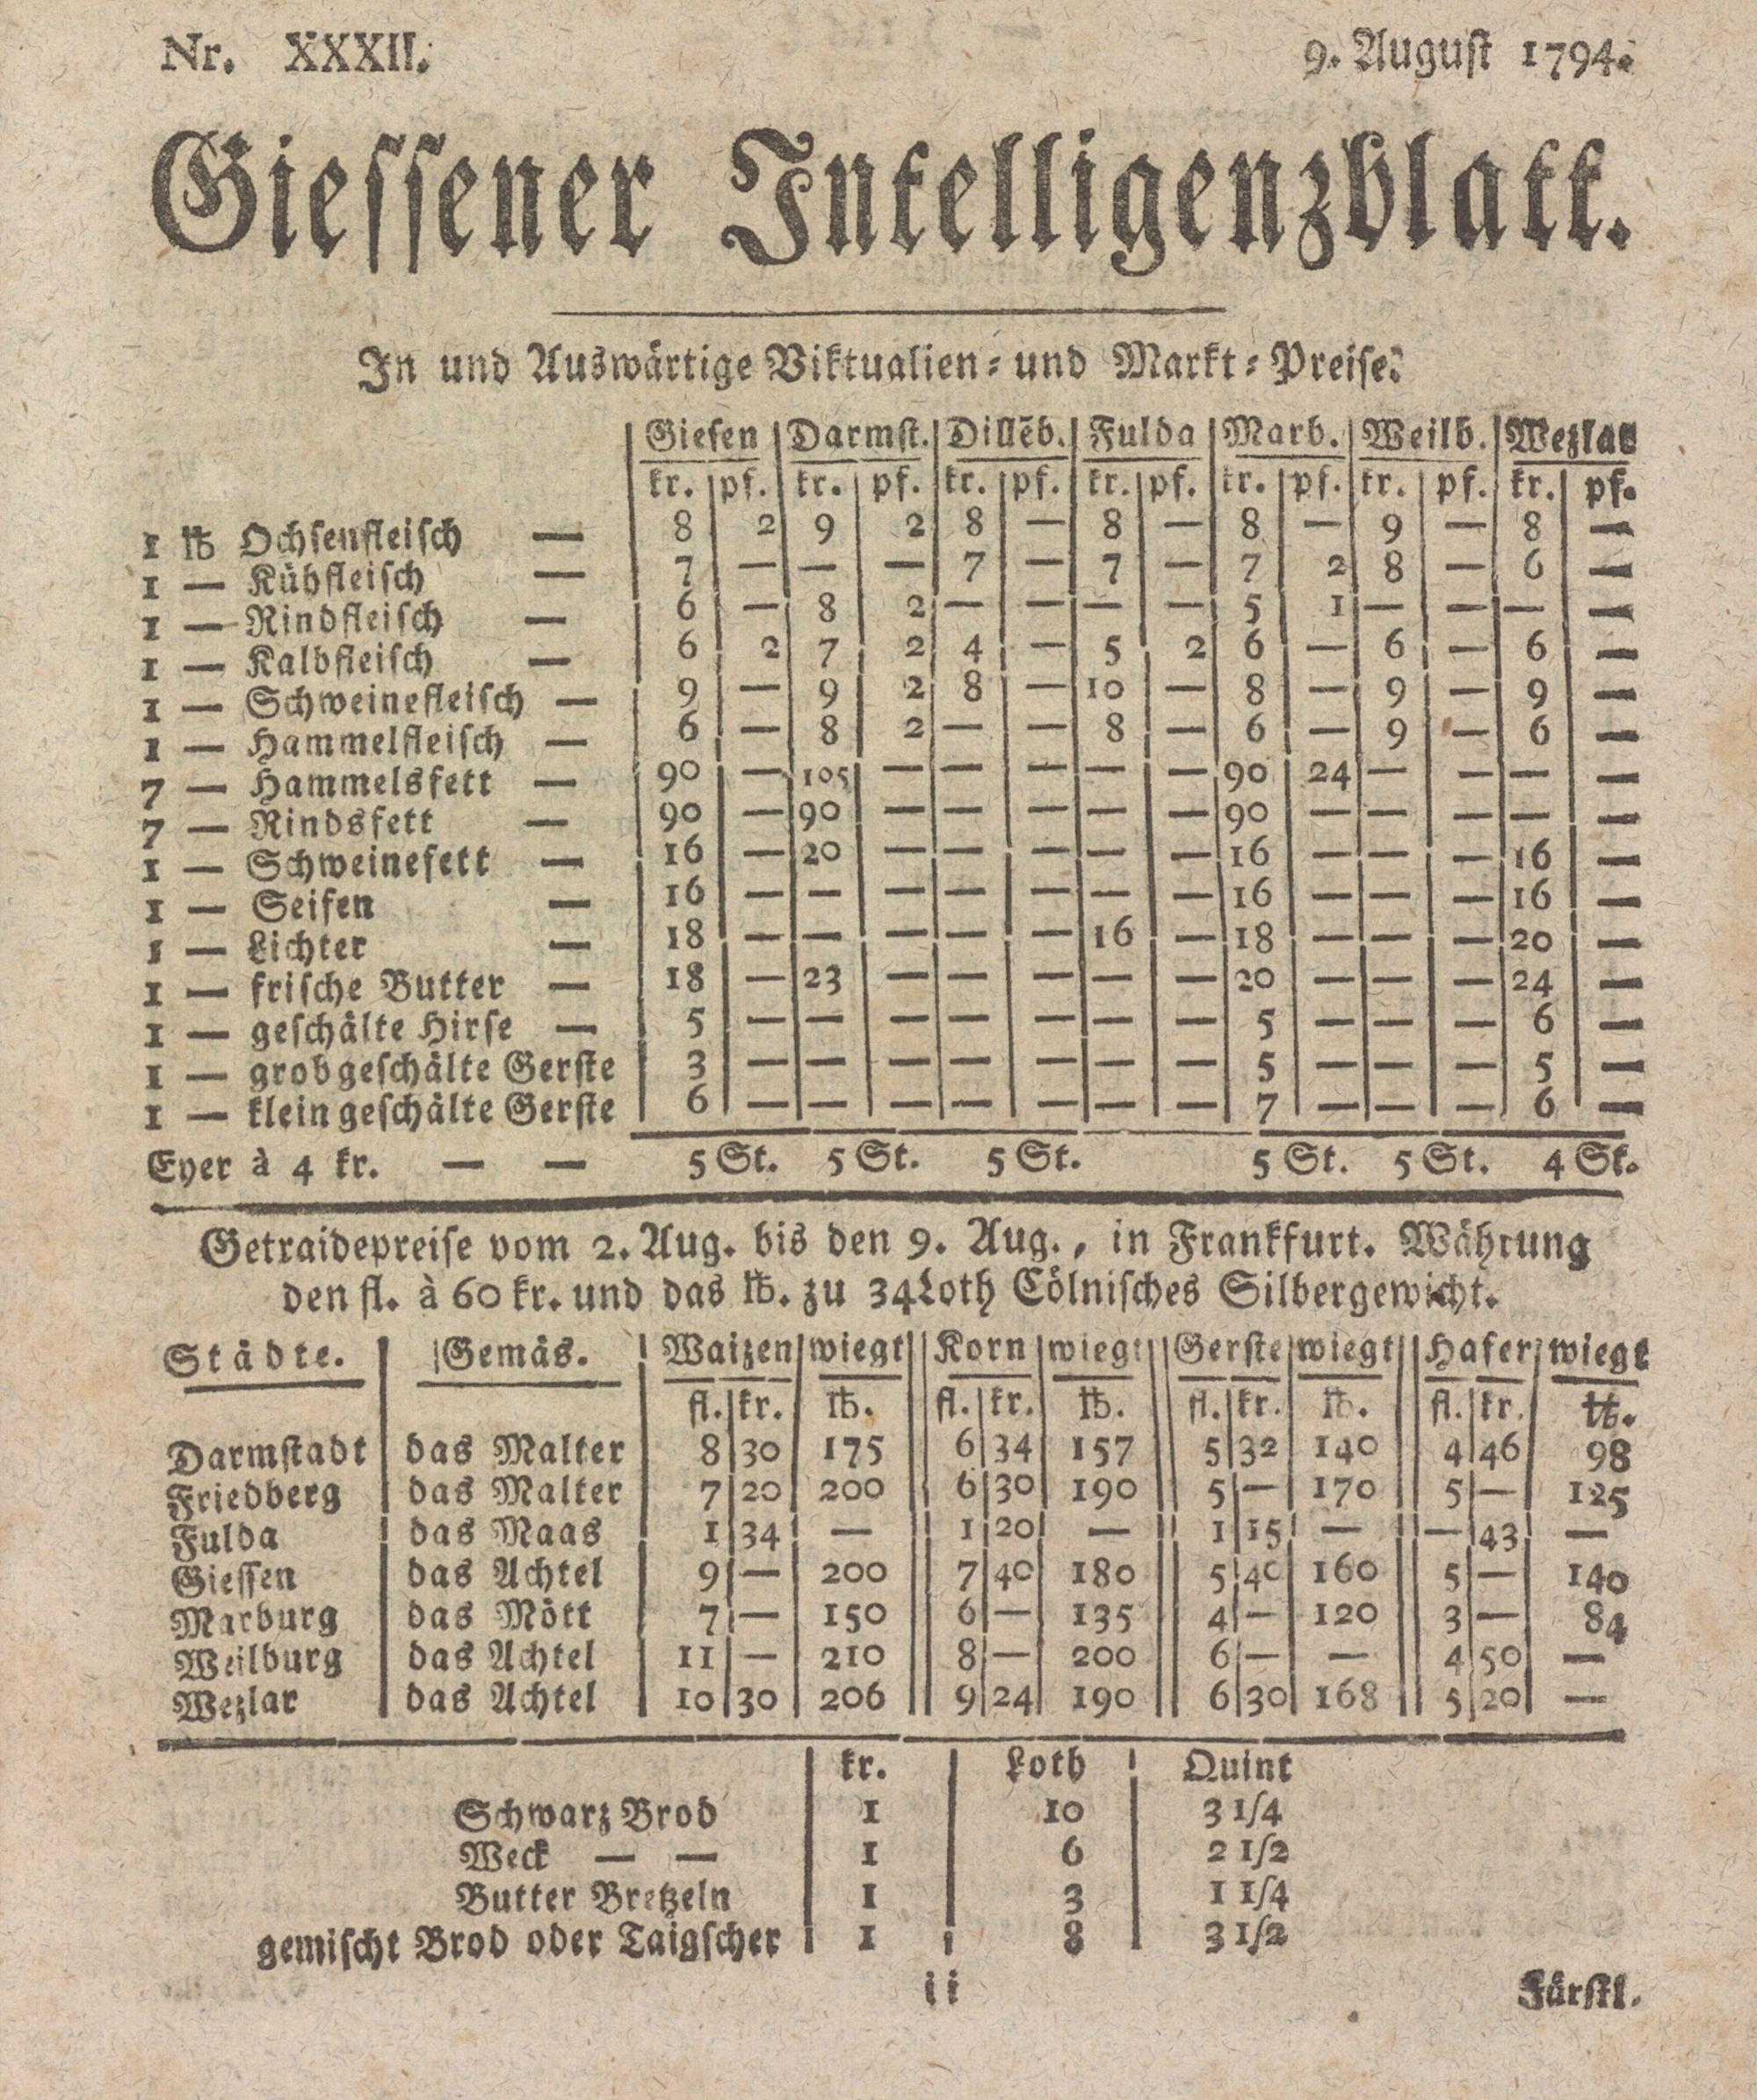 Nr. XXXII.	9. Auguſt 1794.
Gieſſener Intelligenzblatt.
In und Auswärtige Viktualien⸗ und Markt⸗Preiſe.
Gieſen | Darmſt. | Dillēb. | Fulda | Marb. | Weilb. | Wezlar
kr. | pf. | kr. | pf. | kr. | pf. | kr. | pf. | kr. | pf. | kr. | pf. | kr. | pf.
1 ℔ Ochſenfleiſch — 8 | 2 | 9 | 2 | 8 | — | 8 | — | 8 | — | 9 | — | 8 | —
1 — Kühfleiſch — 7 | — | — | — | 7 | — | 7 | — | 7 | 2 | 8 | — | 6 | —
1 — Rindfleiſch — 6 | — | 8 | 2 | — | — | — | — | 5 | 1 | — | — | — | —
1 — Kalbfleiſch — 6 | 2 | 7 | 2 | 4 | — | 5 | 2 | 6 | — | 6 | — | 6 | —
1 — Schweinefleiſch — 9 | — | 9 | 2 | 8 | — | 10 | — | 8 | — | 9 | — | 9 | —
1 — Hammelfleiſch — 6 | — | 8 | 2 | — | — | 8 | — | 6 | — | 9 | — | 6 | —
7 — Hammelsfett — 90 | — | 105 | — | — | — | — | — | 90 | 24 | — | — | — | —
7 — Rindsfett — 90 | — | 90 | — | — | — | — | — | 90 | — | — | — | — | —
1 — Schweinefett — 16 | — | 20 | — | — | — | — | — | 16 | — | — | — | 16 | —
1 — Seifen — 16 | — | — | — | — | — | — | — | 16 | — | — | — | 16 | —
1 — Lichter — 18 | — | — | — | — | — | 16 | — | 18 | — | — | — | 20 | —
1 — friſche Butter — 18 | — | 23 | — | — | — | — | — | 20 | — | — | — | 24 | —
1 — geſchälte Hirſe — 5 | — | — | — | — | — | — | — | 5 | — | — | — | 6 | —
1 — grobgeſchälte Gerſte 3 | — | — | — | — | — | — | — | 5 | — | — | — | 5 | —
1 — klein geſchälte Gerſte 6 | — | — | — | — | — | — | — | 7 | — | — | — | 6 | —
Eyer à 4 kr. — — 5 St. 5 St. 5 St. 5 St. 5 St. 4 St.
Getraidepreiſe vom 2. Aug. bis den 9. Aug., in Frankfurt. Währung
den fl. à 60 kr. und das ℔. zu 34 Loth Cölniſches Silbergewicht.
Städte. | Gemäs. | Waizen | wiegt || Korn | wiegt || Gerſte | wiegt || Hafer | wiegt
fl. | kr. | ℔. || fl. | kr. | ℔. || fl. | kr. | ℔. || fl. | kr. | ℔.
Darmſtadt | das Malter | 8 | 30 | 175 || 6 | 34 | 157 || 5 | 32 | 140 || 4 | 46 | 98
Friedberg | das Malter | 7 | 20 | 200 || 6 | 30 | 190 || 5 | — | 170 || 5 | — | 125
Fulda | das Maas | 1 | 34 | — || 1 | 20 | — || 1 | 15 | — || — | 43 | —
Gieſſen | das Achtel | 9 | — | 200 || 7 | 40 | 180 || 5 | 40 | 160 || 5 | — | 140
Marburg | das Mött | 7 | — | 150 || 6 | — | 135 || 4 | — | 120 || 3 | — | 84
Weilburg | das Achtel | 11 | — | 210 || 8 | — | 200 || 6 | — | — || 4 | 50 | —
Wezlar | das Achtel | 10 | 30 | 206 || 9 | 24 | 190 || 6 | 30 | 168 || 5 | 20 | —
kr. | Loth | Quint
Schwarz Brod | 1 | 10 | 3 1/4
Weck — — | 1 | 6 | 2 1/2
Butter Bretzeln | 1 | 3 | 1 1/4
gemiſcht Brod oder Taigſcher | 1 | 8 | 3 1/2
i i	Fürſtl.